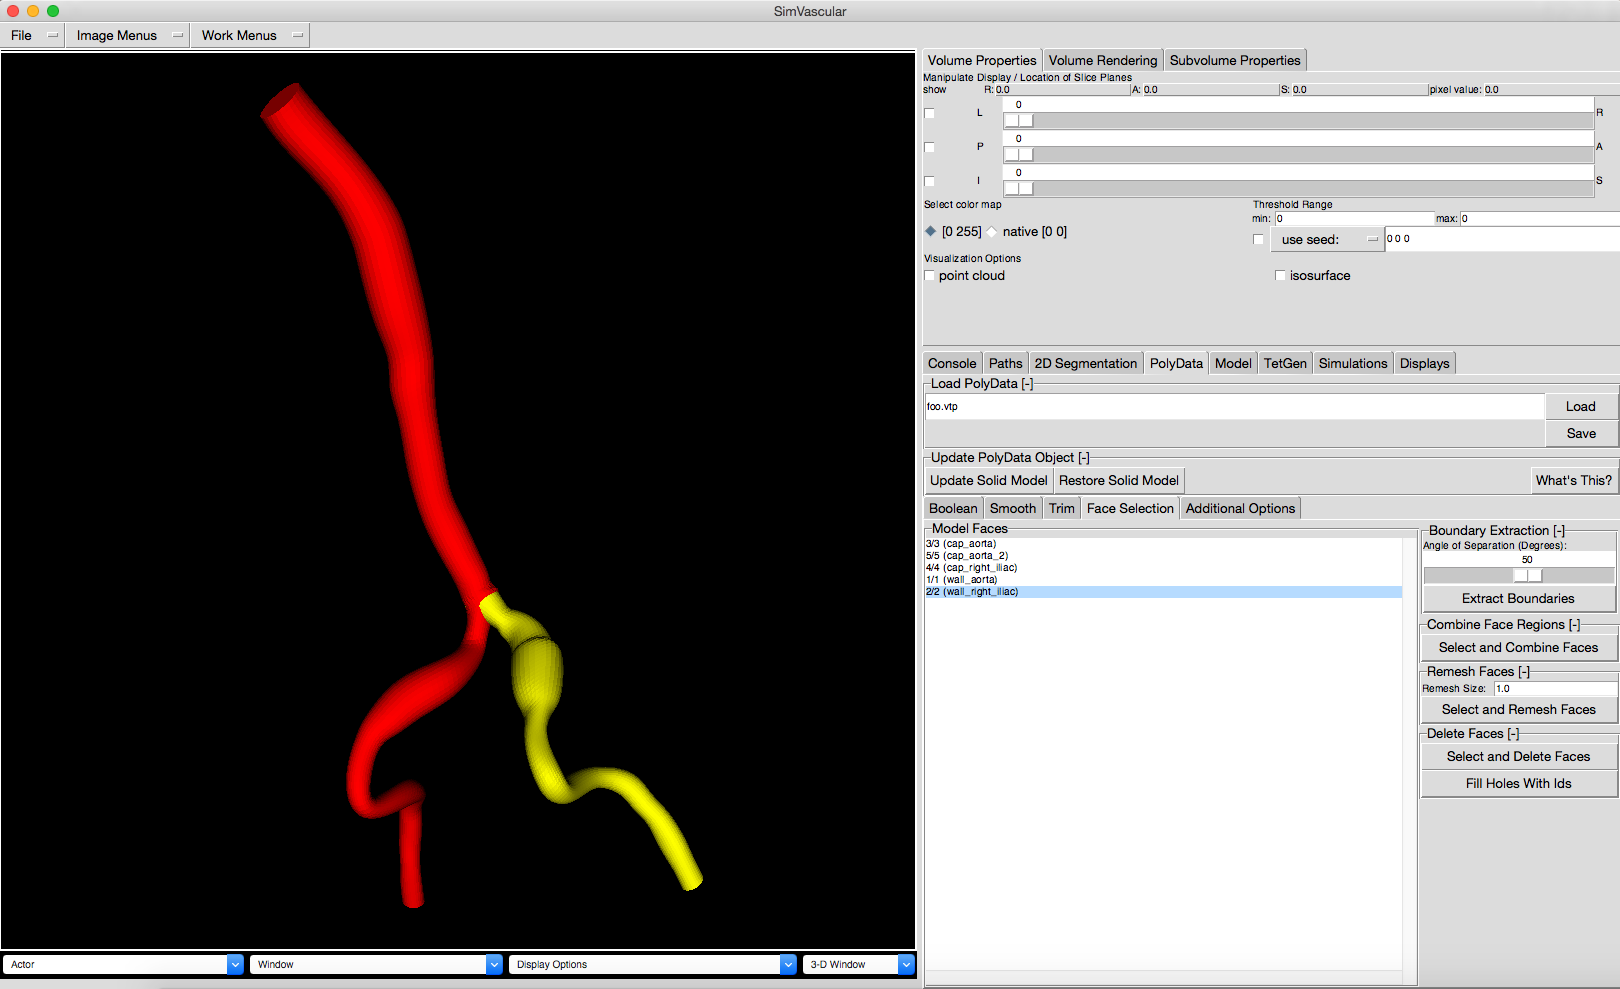 SimVascular
File Image Menus Work Menus
Volume Properties Volume Rendering Subvolume Properties
Manipulate Display / Location of Slice Planes
show R: 0.0 A: 0.0 S: 0.0 pixel value: 0.0
0
L R
0
P A
0
I S
Select color map Threshold Range
min: 0 max: 0
[0 255] native [0 0] use seed: 0 0 0
Visualization Options
point cloud isosurface
Console Paths 2D Segmentation PolyData Model TetGen Simulations Displays
Load PolyData [-]
foo.vtp Load
Save
Update PolyData Object [-]
Update Solid Model Restore Solid Model What's This?
Boolean Smooth Trim Face Selection Additional Options
Model Faces
3/3 (cap_aorta)
5/5 (cap_aorta_2)
4/4 (cap_right_iliac)
1/1 (wall_aorta)
2/2 (wall_right_iliac)
Boundary Extraction [-]
Angle of Separation (Degrees):
50
Extract Boundaries
Combine Face Regions [-]
Select and Combine Faces
Remesh Faces [-]
Remesh Size: 1.0
Select and Remesh Faces
Delete Faces [-]
Select and Delete Faces
Fill Holes With Ids
Actor Window Display Options 3-D Window